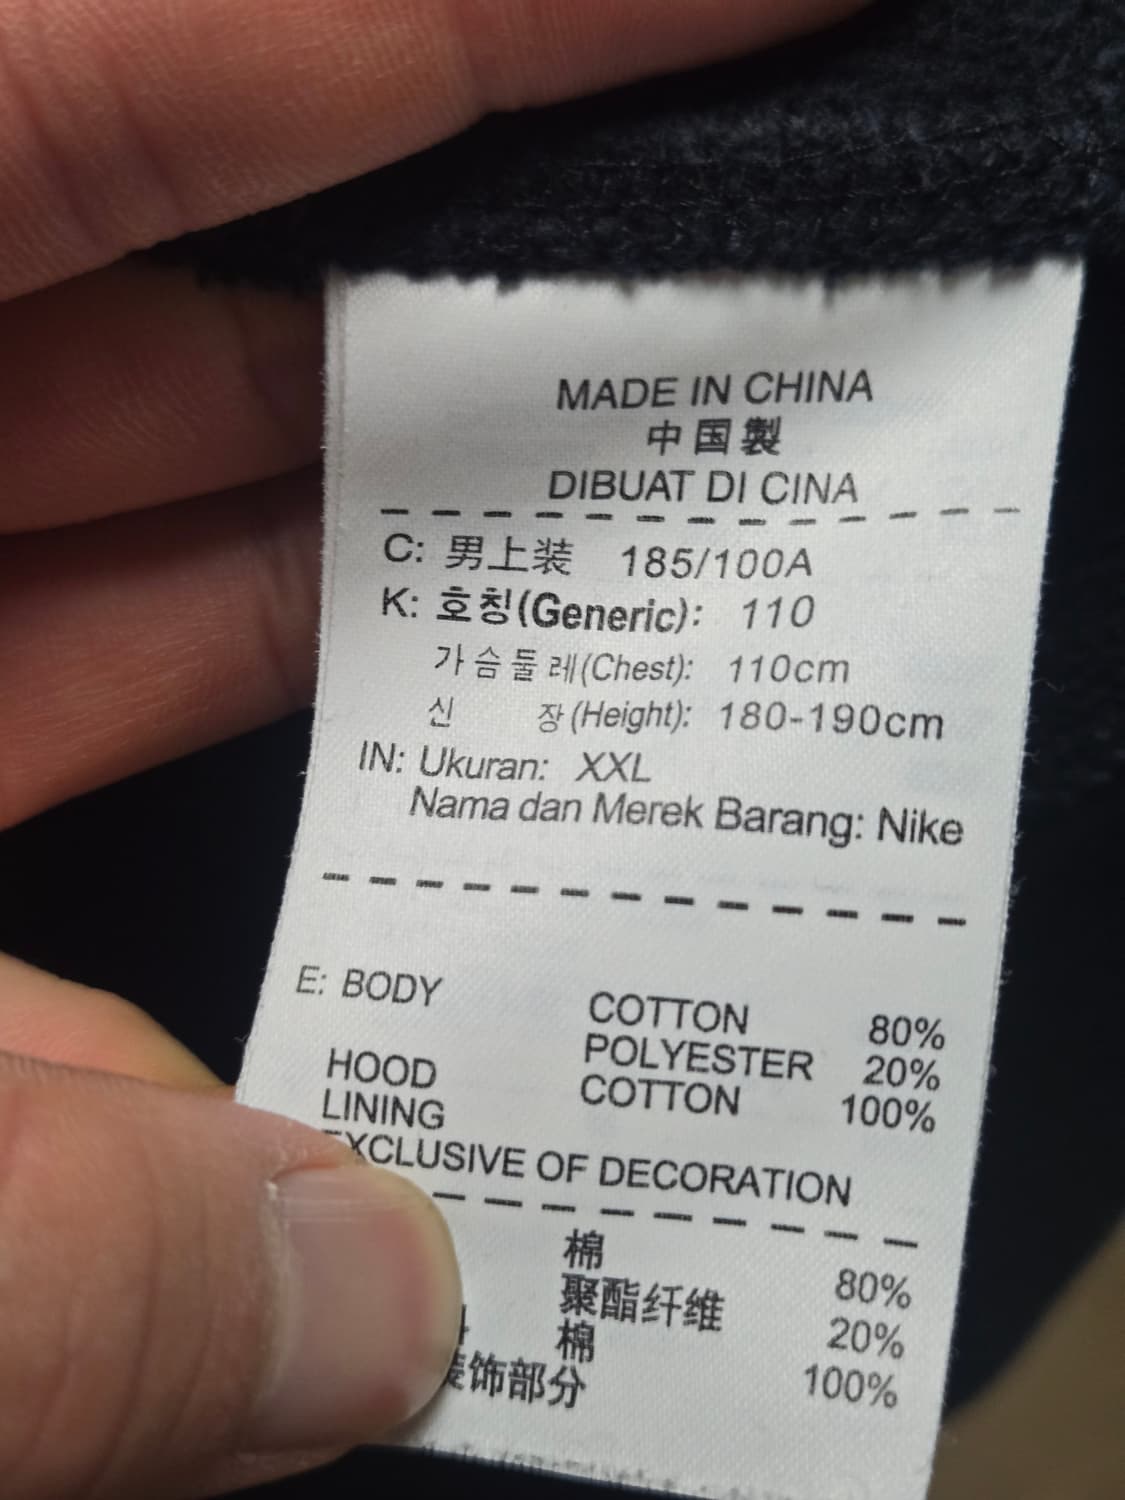 MADE IN CHINA
中国製
DIBUAT DI CINA
C: 男上装 185/100A
K: 호칭(Generic): 110
가슴둘레(Chest): 110cm
신 장(Height): 180-190cm
IN: Ukuran: XXL
Nama dan Merek Barang: Nike
E: BODY COTTON 80%
POLYESTER 20%
HOOD COTTON 100%
LINING
EXCLUSIVE OF DECORATION
棉 80%
聚酯纤维 20%
棉 100%
装饰部分